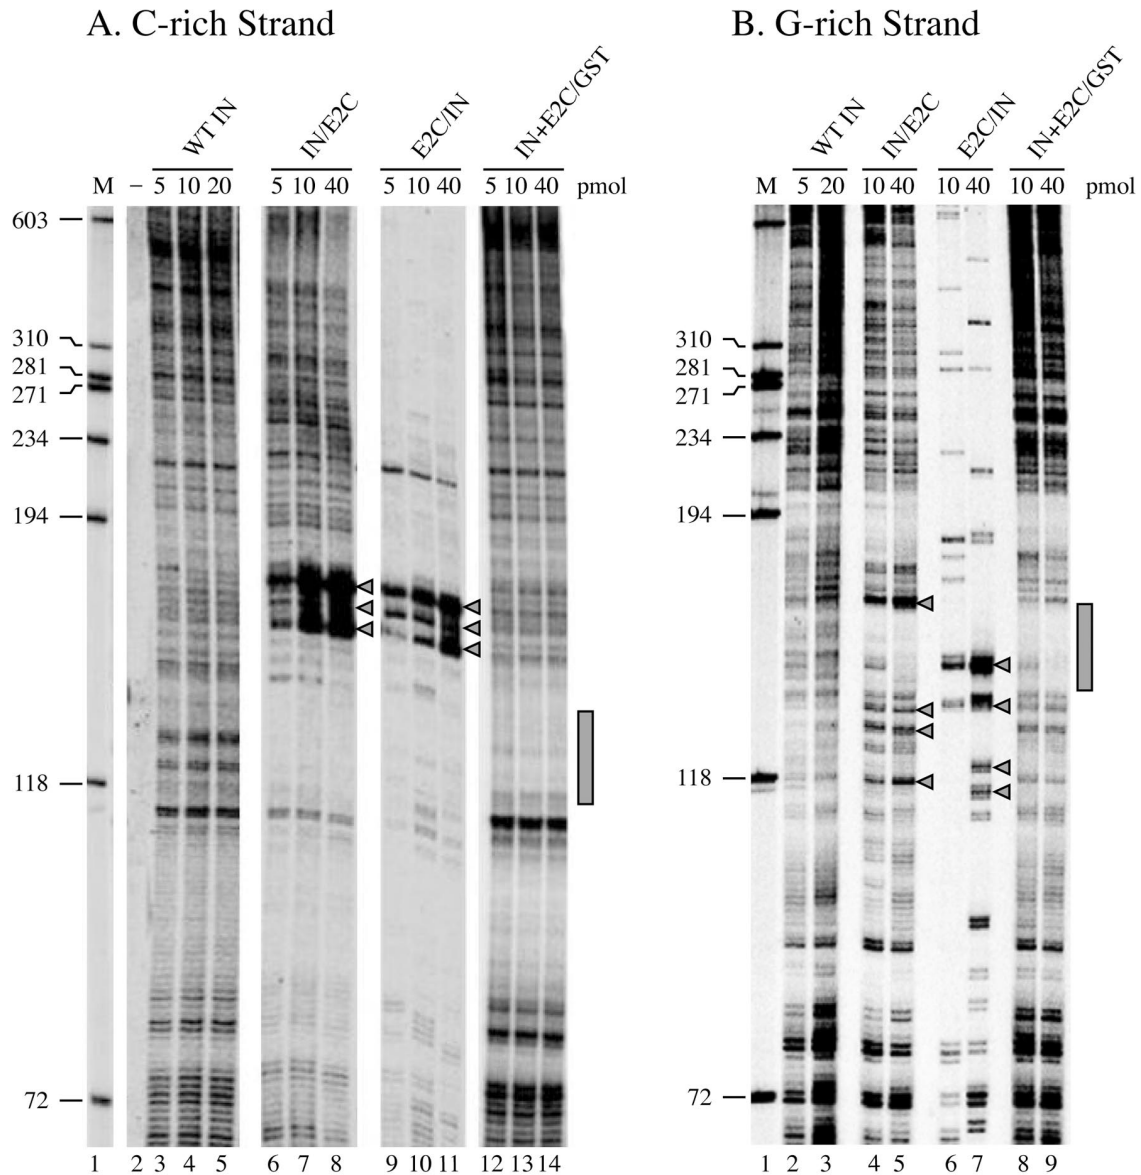 A. C-rich Strand
WT IN
IN/E2C
E2C/IN
IN+E2C/GST
M – 5 10 20 5 10 40 5 10 40 5 10 40 pmol
603
310
281
271
234
194
118
72
1 2 3 4 5 6 7 8 9 10 11 12 13 14
B. G-rich Strand
WT IN
IN/E2C
E2C/IN
IN+E2C/GST
M 5 20 10 40 10 40 10 40 pmol
310
281
271
234
194
118
72
1 2 3 4 5 6 7 8 9